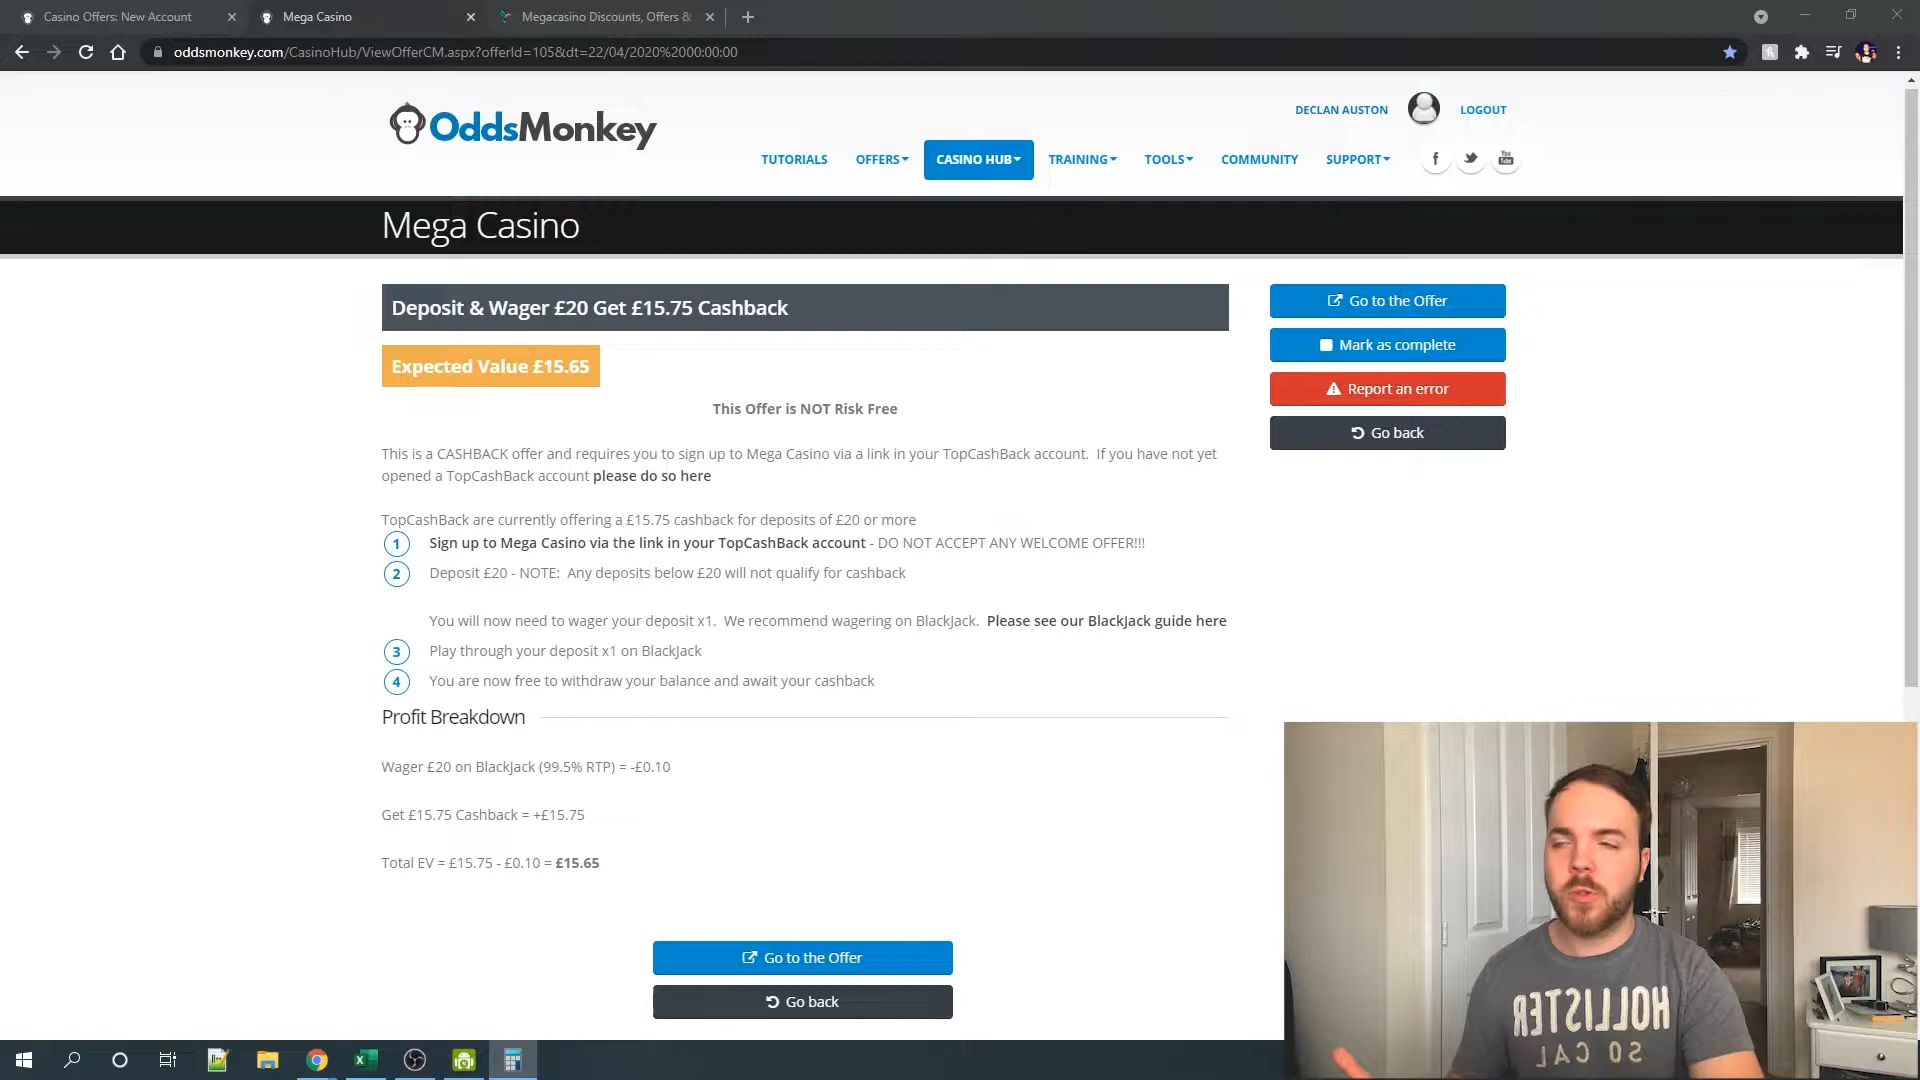 Casino Offers: New Account
Mega Casino
Megacasino Discounts, Offers &
oddsmonkey.com/CasinoHub/ViewOfferCM.aspx?offerId=105&dt=22/04/2020%2000:00:00
OddsMonkey
DECLAN AUSTON
LOGOUT
TUTORIALS
OFFERS
CASINO HUB
TRAINING
TOOLS
COMMUNITY
SUPPORT
You Tube
Mega Casino
Deposit & Wager £20 Get £15.75 Cashback
Go to the Offer
Expected Value £15.65
Mark as complete
Report an error
This Offer is NOT Risk Free
Go back
This is a CASHBACK offer and requires you to sign up to Mega Casino via a link in your TopCashBack account. If you have not yet
opened a TopCashBack account please do so here
TopCashBack are currently offering a £15.75 cashback for deposits of £20 or more
1 Sign up to Mega Casino via the link in your TopCashBack account - DO NOT ACCEPT ANY WELCOME OFFER!!!
2 Deposit £20 - NOTE: Any deposits below £20 will not qualify for cashback
You will now need to wager your deposit x1. We recommend wagering on BlackJack. Please see our BlackJack guide here
3 Play through your deposit x1 on BlackJack
4 You are now free to withdraw your balance and await your cashback
Profit Breakdown
Wager £20 on BlackJack (99.5% RTP) = -£0.10
Get £15.75 Cashback = +£15.75
Total EV = £15.75 - £0.10 = £15.65
Go to the Offer
Go back
HOLLISTER
SO CAL